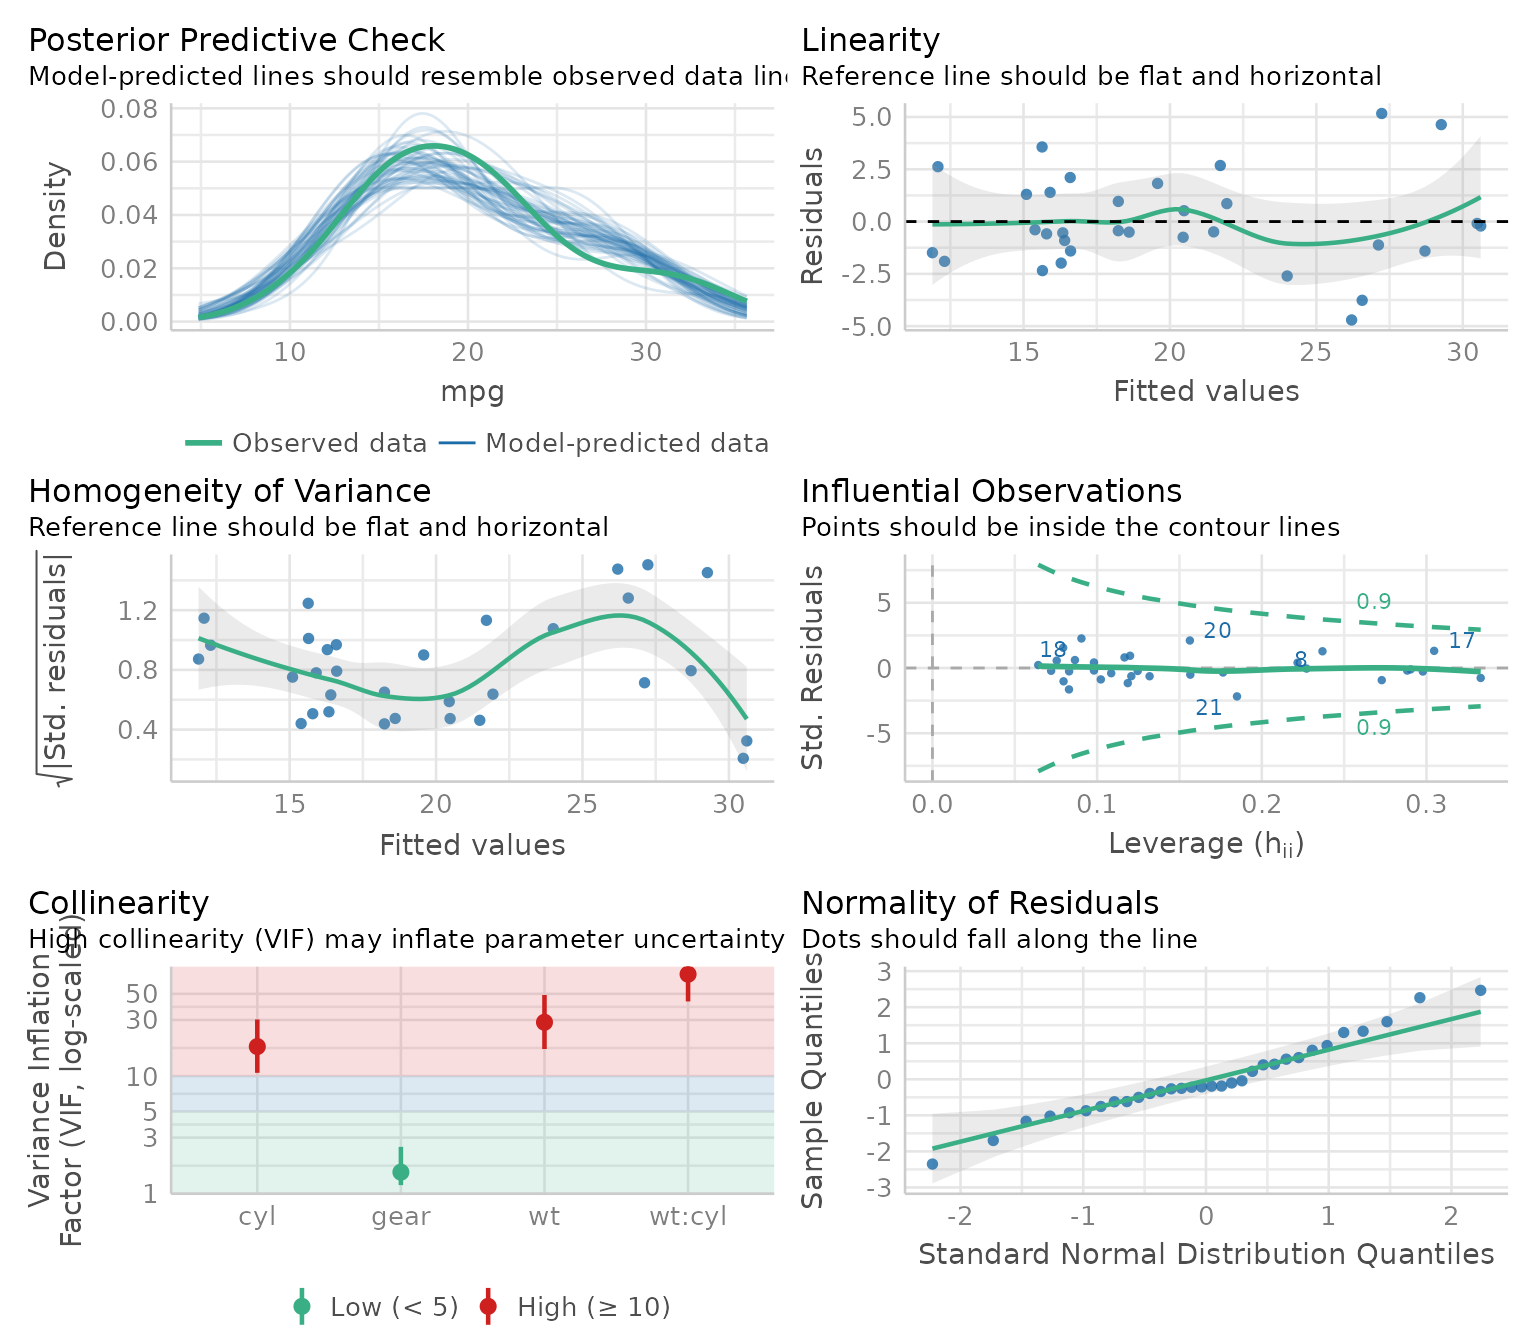 Posterior Predictive Check
Model-predicted lines should resemble observed data lin
0.08
0.06
0.04
0.02
0.00
Density
10 20 30
mpg
Observed data Model-predicted data
Linearity
Reference line should be flat and horizontal
5.0
2.5
0.0
-2.5
-5.0
Residuals
15 20 25 30
Fitted values
Homogeneity of Variance
Reference line should be flat and horizontal
1.2
0.8
0.4
√|Std. residuals|
15 20 25 30
Fitted values
Influential Observations
Points should be inside the contour lines
5
0
-5
Std. Residuals
0.9
20
17
18
8
21
0.9
0.0 0.1 0.2 0.3
Leverage (hii)
Collinearity
High collinearity (VIF) may inflate parameter uncertainty
50
30
10
5
3
1
Variance Inflation
Factor (VIF, log-scaled)
cyl gear wt wt:cyl
Low (< 5) High (≥ 10)
Normality of Residuals
Dots should fall along the line
3
2
1
0
-1
-2
-3
Sample Quantiles
-2 -1 0 1 2
Standard Normal Distribution Quantiles